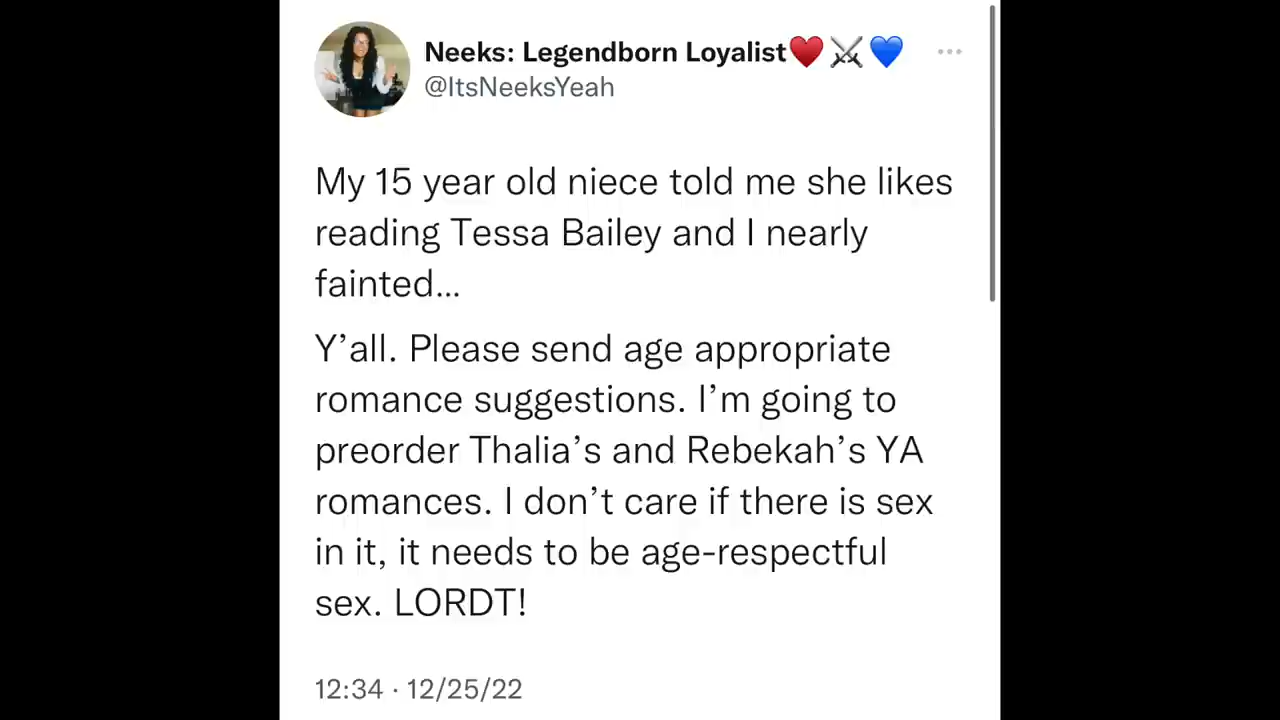 Neeks: Legendborn Loyalist❤️⚔️💙
@ItsNeeksYeah
My 15 year old niece told me she likes
reading Tessa Bailey and I nearly
fainted...
Y’all. Please send age appropriate
romance suggestions. I’m going to
preorder Thalia’s and Rebekah’s YA
romances. I don’t care if there is sex
in it, it needs to be age-respectful
sex. LORDT!
12:34 · 12/25/22